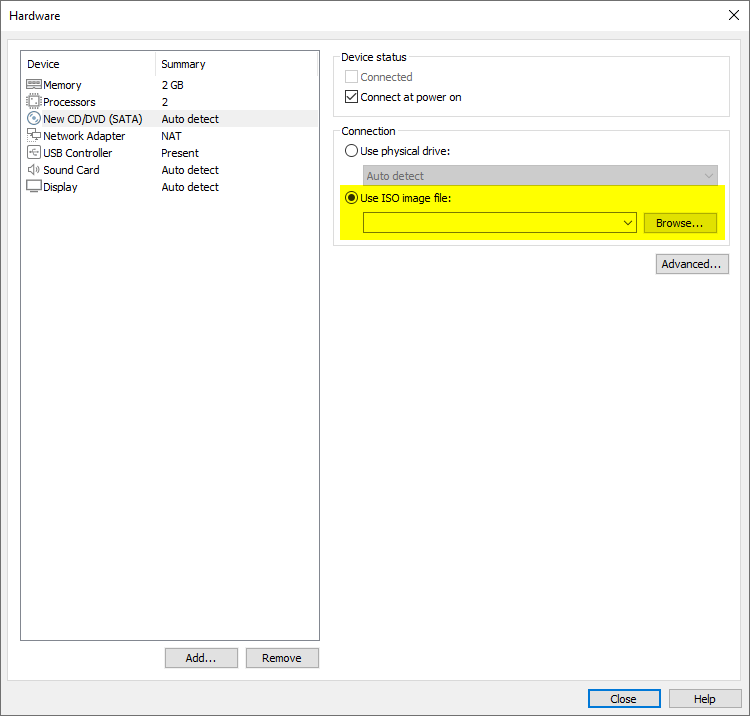 Hardware
Device Summary
Memory 2 GB
Processors 2
New CD/DVD (SATA) Auto detect
Network Adapter NAT
USB Controller Present
Sound Card Auto detect
Display Auto detect
Add... Remove
Device status
Connected
Connect at power on
Connection
Use physical drive:
Auto detect
Use ISO image file:
Browse...
Advanced...
Close Help